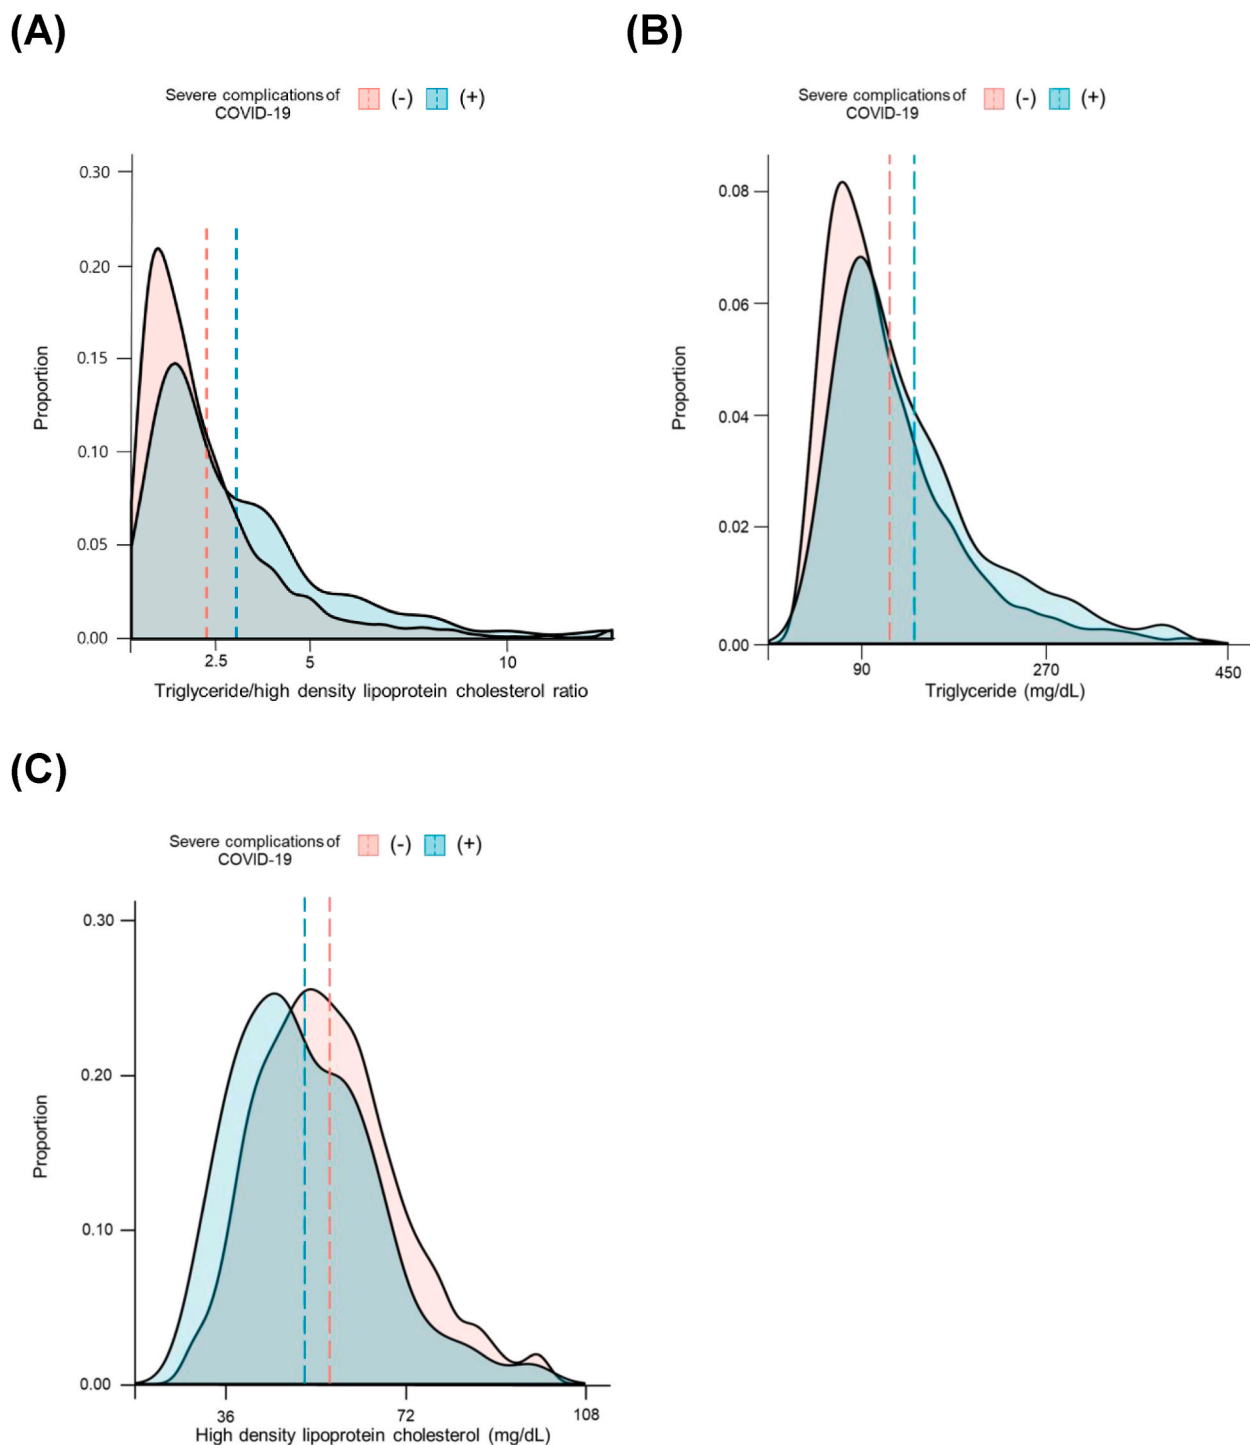 (A)
Severe complications of
COVID-19
(-)
(+)
0.30
0.20
0.15
0.10
0.05
0.00
Proportion
2.5
5
10
Triglyceride/high density lipoprotein cholesterol ratio
(B)
Severe complications of
COVID-19
(-)
(+)
0.08
0.06
0.04
0.02
0.00
Proportion
90
270
450
Triglyceride (mg/dL)
(C)
Severe complications of
COVID-19
(-)
(+)
0.30
0.20
0.10
0.00
Proportion
36
72
108
High density lipoprotein cholesterol (mg/dL)